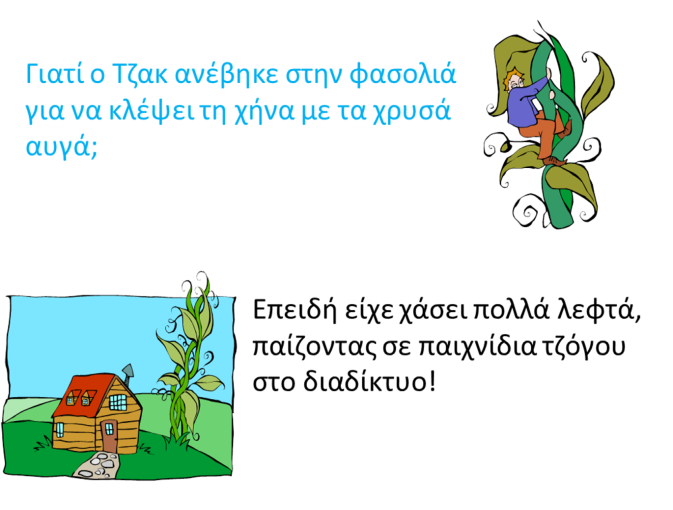 Γιατί ο Τζακ ανέβηκε στην φασολιά
για να κλέψει τη χήνα με τα χρυσά
αυγά;
Επειδή είχε χάσει πολλά λεφτά,
παίζοντας σε παιχνίδια τζόγου
στο διαδίκτυο!